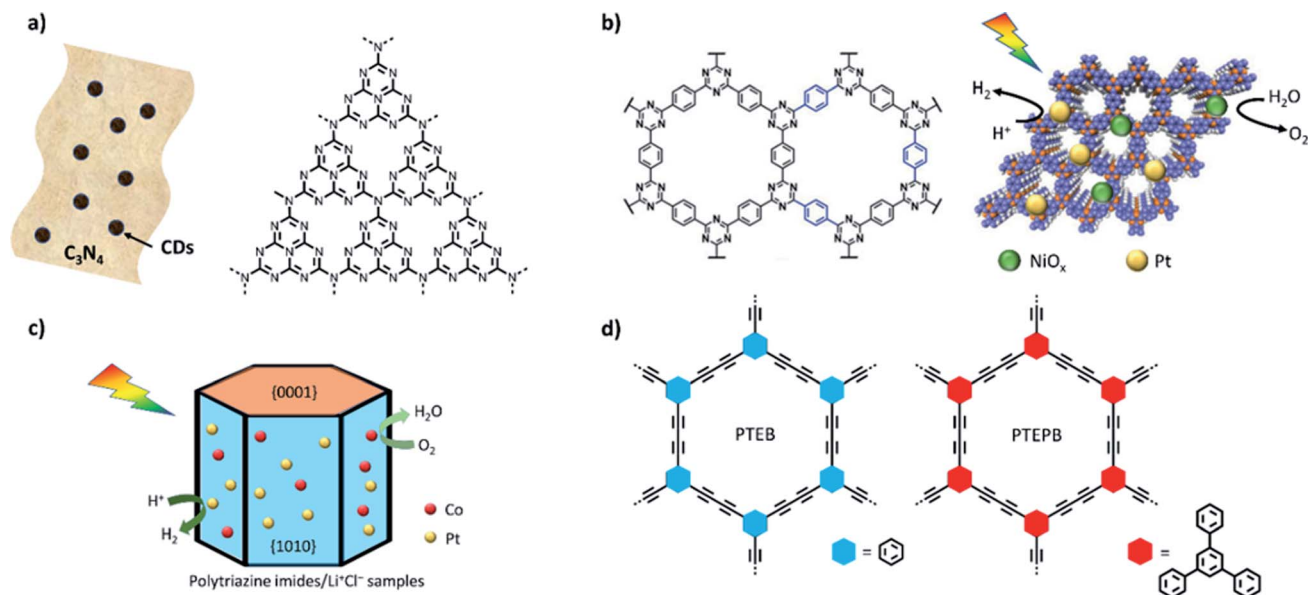 a)
C₃N₄
CDs
b)
H₂
H⁺
H₂O
O₂
NiOₓ
Pt
c)
{0001}
H₂O
O₂
H⁺
H₂
{1010}
Co
Pt
Polytriazine imides/Li⁺Cl⁻ samples
d)
PTEB
PTEPB
=
=